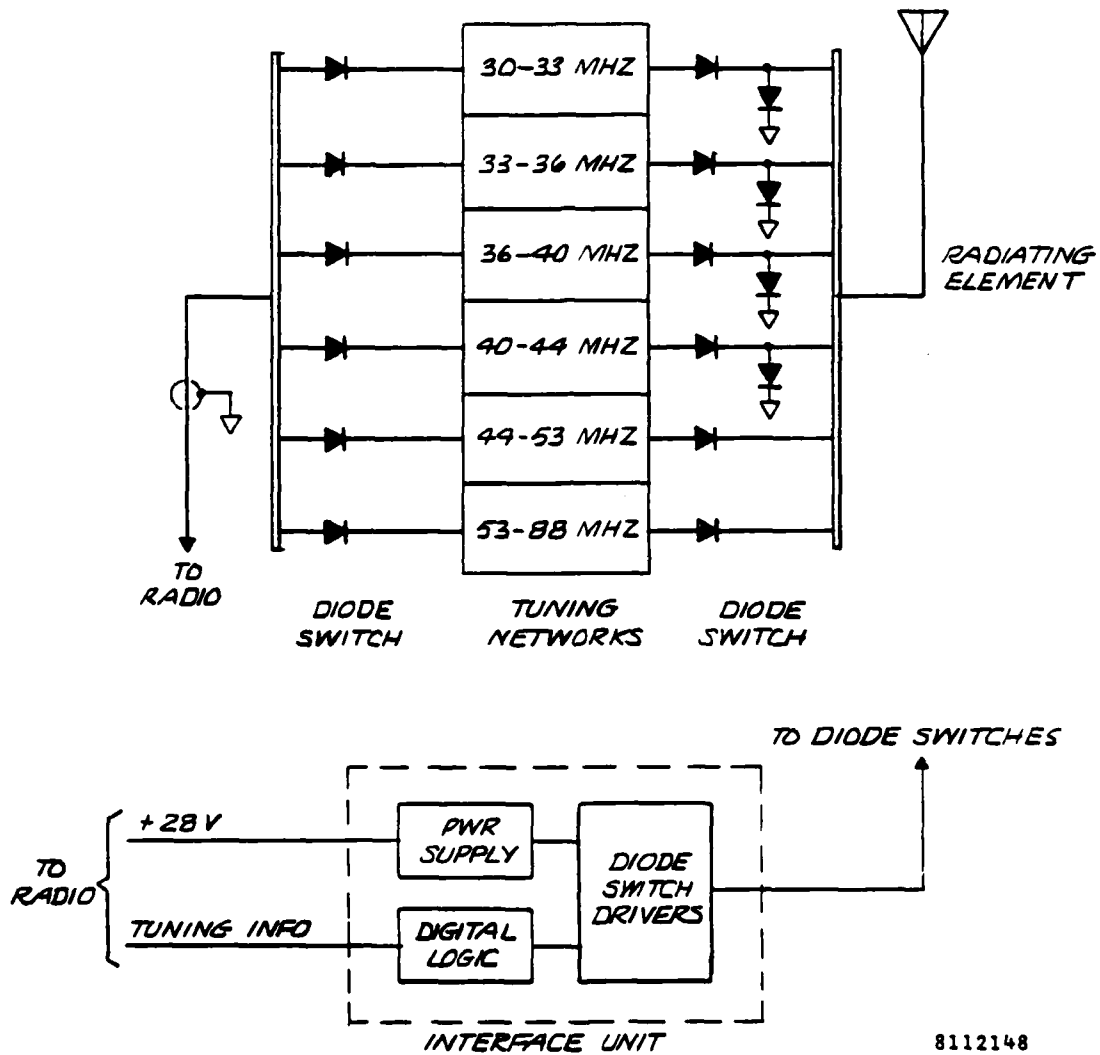 30-33 MHZ
33-36 MHZ
36-40 MHZ
40-44 MHZ
44-53 MHZ
53-88 MHZ
RADIATING
ELEMENT
TO
RADIO
DIODE
SWITCH
TUNING
NETWORKS
DIODE
SWITCH
TO DIODE SWITCHES
TO
RADIO
+28V
TUNING INFO
PWR
SUPPLY
DIGITAL
LOGIC
DIODE
SWITCH
DRIVERS
INTERFACE UNIT
8112148